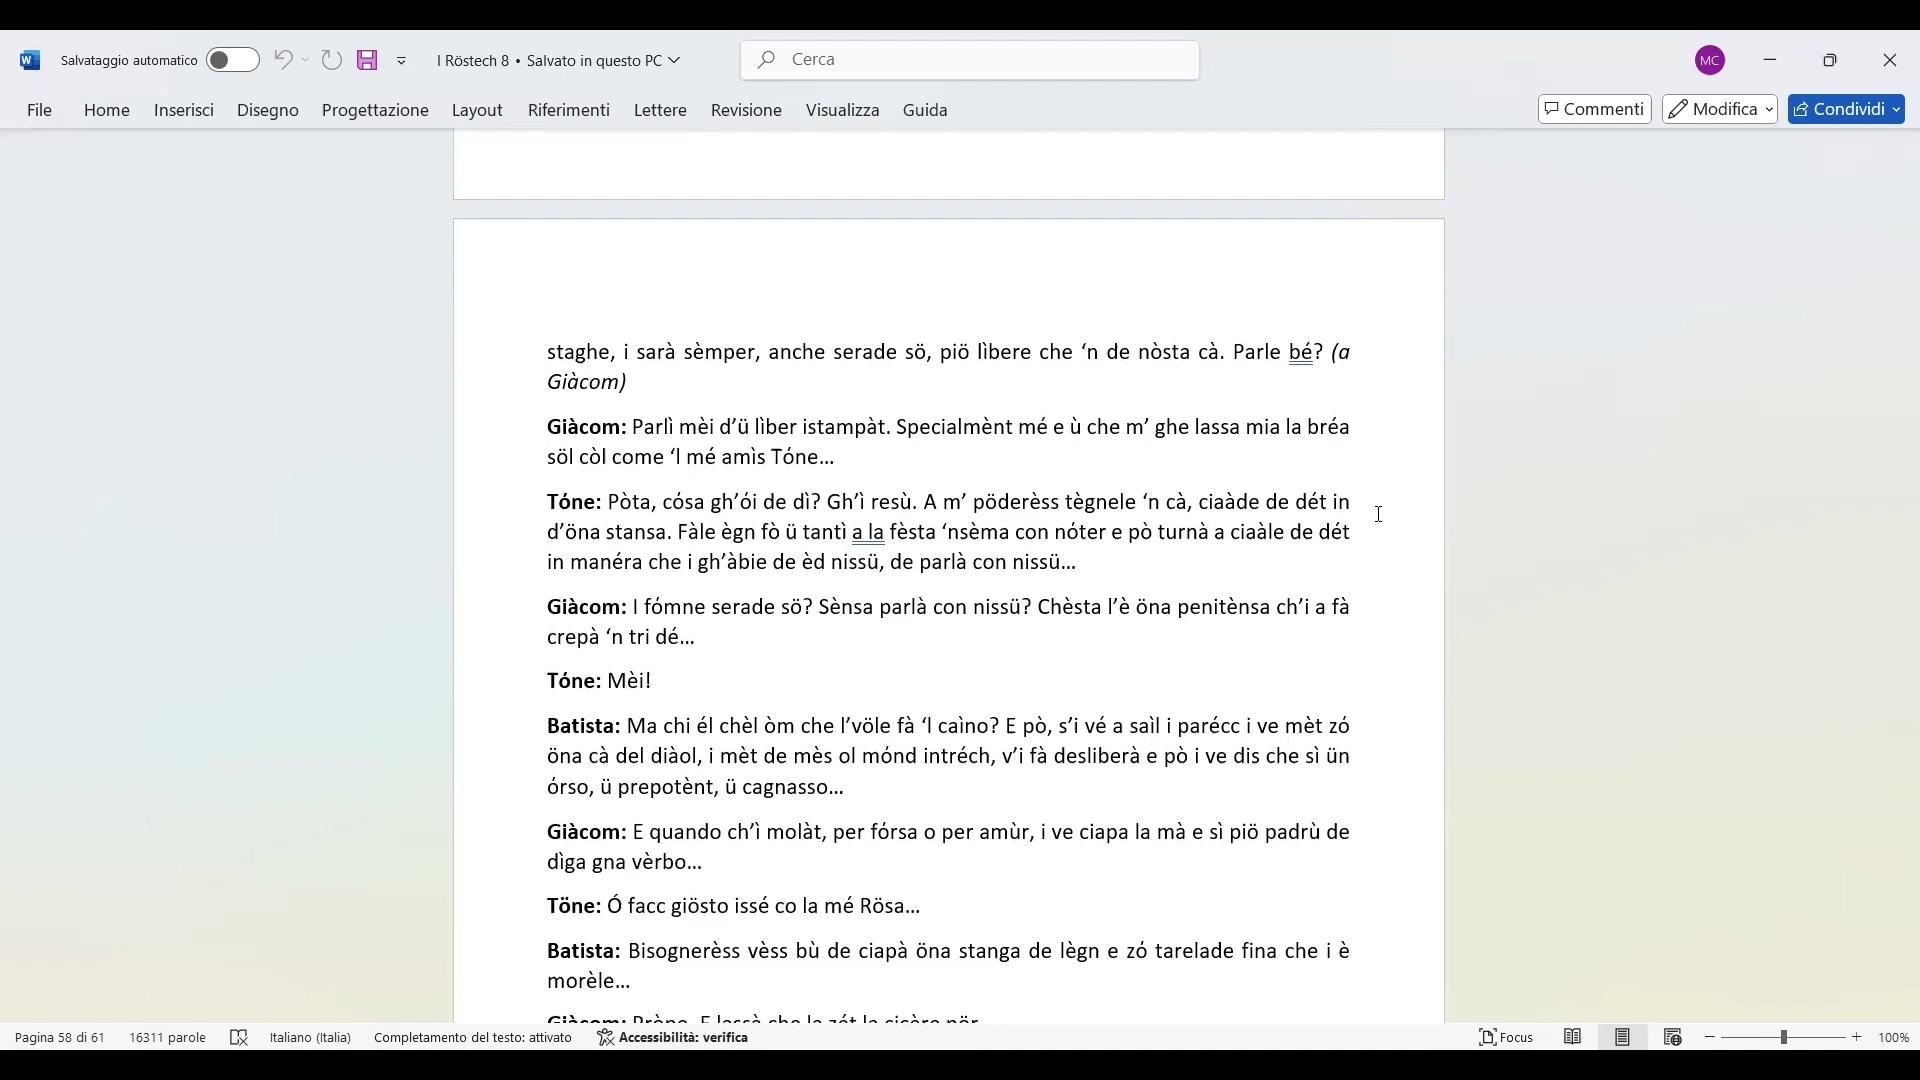 Salvataggio automatico
I Röstech 8 • Salvato in questo PC
Cerca
MC
File Home Inserisci Disegno Progettazione Layout Riferimenti Lettere Revisione Visualizza Guida
Commenti Modifica Condividi
staghe, i sarà sèmper, anche serade sö, piö lìbere che ‘n de nòsta cà. Parle bé? (a
Giàcom)
Giàcom: Parlì mèi d’ü lìber istampàt. Specialmènt mé e ù che m’ ghe lassa mia la bréa
söl còl come ‘l mé amìs Tóne…
Tóne: Pòta, cósa gh’ói de dì? Gh’ì resù. A m’ pöderèss tègnele ‘n cà, ciaàde de dét in
d’öna stansa. Fàle ègn fò ü tantì a la fèsta ‘nsèma con nóter e pò turnà a ciaàle de dét
in manéra che i gh’àbie de èd nissü, de parlà con nissü…
Giàcom: I fómne serade sö? Sènsa parlà con nissü? Chèsta l’è öna penitènsa ch’i a fà
crepà ‘n tri dé…
Tóne: Mèi!
Batista: Ma chi él chèl òm che l’völe fà ‘l caìno? E pò, s’i vé a saìl i parécc i ve mèt zó
öna cà del diàol, i mèt de mès ol mónd intréch, v’i fà desliberà e pò i ve dis che sì ün
órso, ü prepotènt, ü cagnasso…
Giàcom: E quando ch’ì molàt, per fórsa o per amùr, i ve ciapa la mà e sì piö padrù de
dìga gna vèrbo…
Töne: Ó facc giösto issé co la mé Rösa…
Batista: Bisognerèss vèss bù de ciapà öna stanga de lègn e zó tarelade fina che i è
morèle…
Pagina 58 di 61 16311 parole Italiano (Italia) Completamento del testo: attivato Accessibilità: verifica Focus 100%